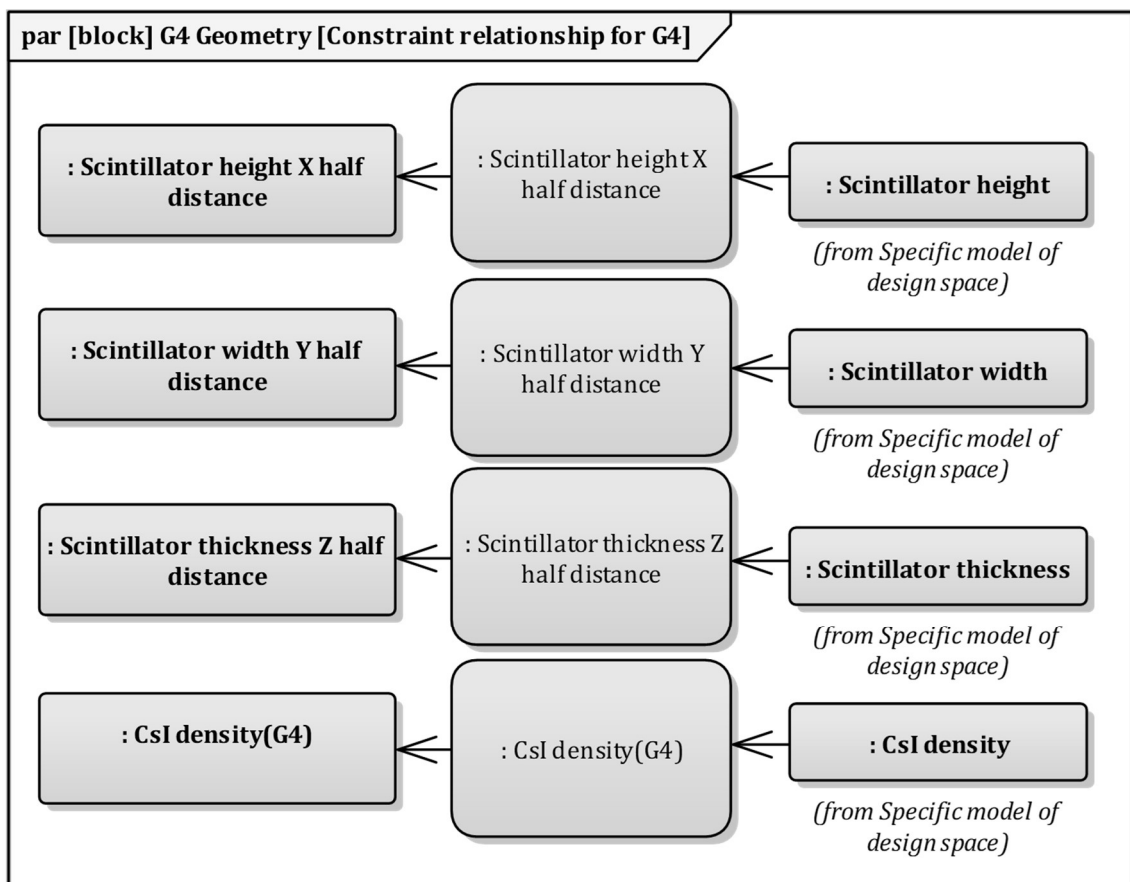 par [block] G4 Geometry [Constraint relationship for G4]
: Scintillator height X half
distance
: Scintillator height X
half distance
: Scintillator height
(from Specific model of
design space)
: Scintillator width Y half
distance
: Scintillator width Y
half distance
: Scintillator width
(from Specific model of
design space)
: Scintillator thickness Z half
distance
: Scintillator thickness Z
half distance
: Scintillator thickness
(from Specific model of
design space)
: CsI density(G4)
: CsI density(G4)
: CsI density
(from Specific model of
design space)